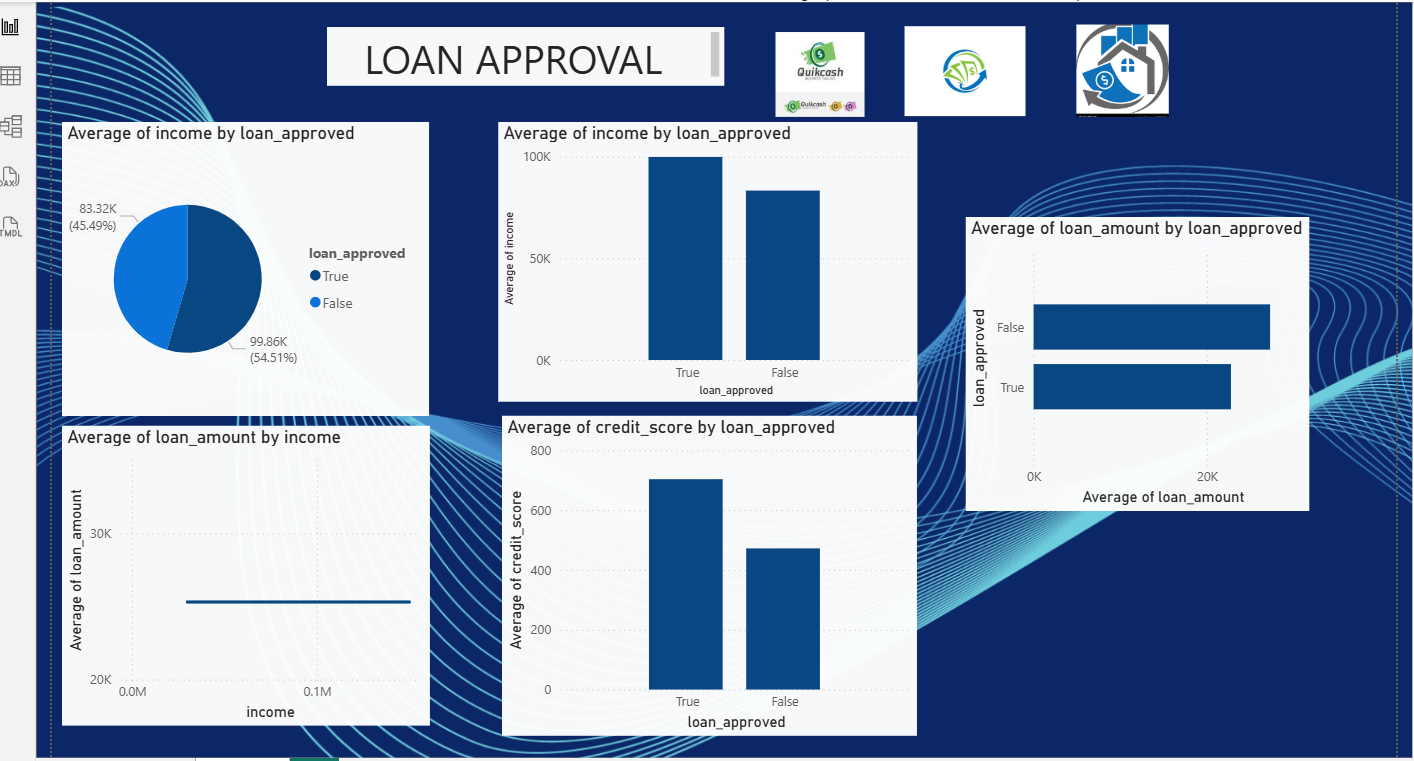 LOAN APPROVAL
Quikcash
Quikcash
Average of income by loan_approved
83.32K
(45.49%)
99.86K
(54.51%)
loan_approved
True
False
Average of income by loan_approved
Average of income
100K
50K
0K
True
False
loan_approved
Average of loan_amount by loan_approved
loan_approved
False
True
0K
20K
Average of loan_amount
Average of loan_amount by income
Average of loan_amount
30K
20K
0.0M
0.1M
income
Average of credit_score by loan_approved
Average of credit_score
800
600
400
200
0
True
False
loan_approved
TMDL